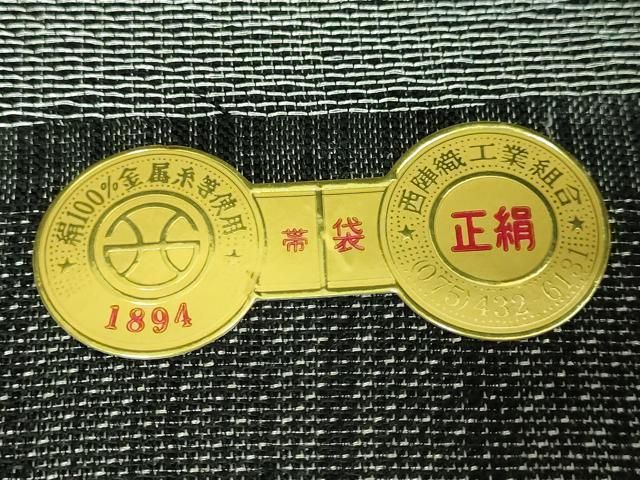 絹100%金属糸等使用
1894
帯 袋
西陣織工業組合
正絹
(075)432-6131